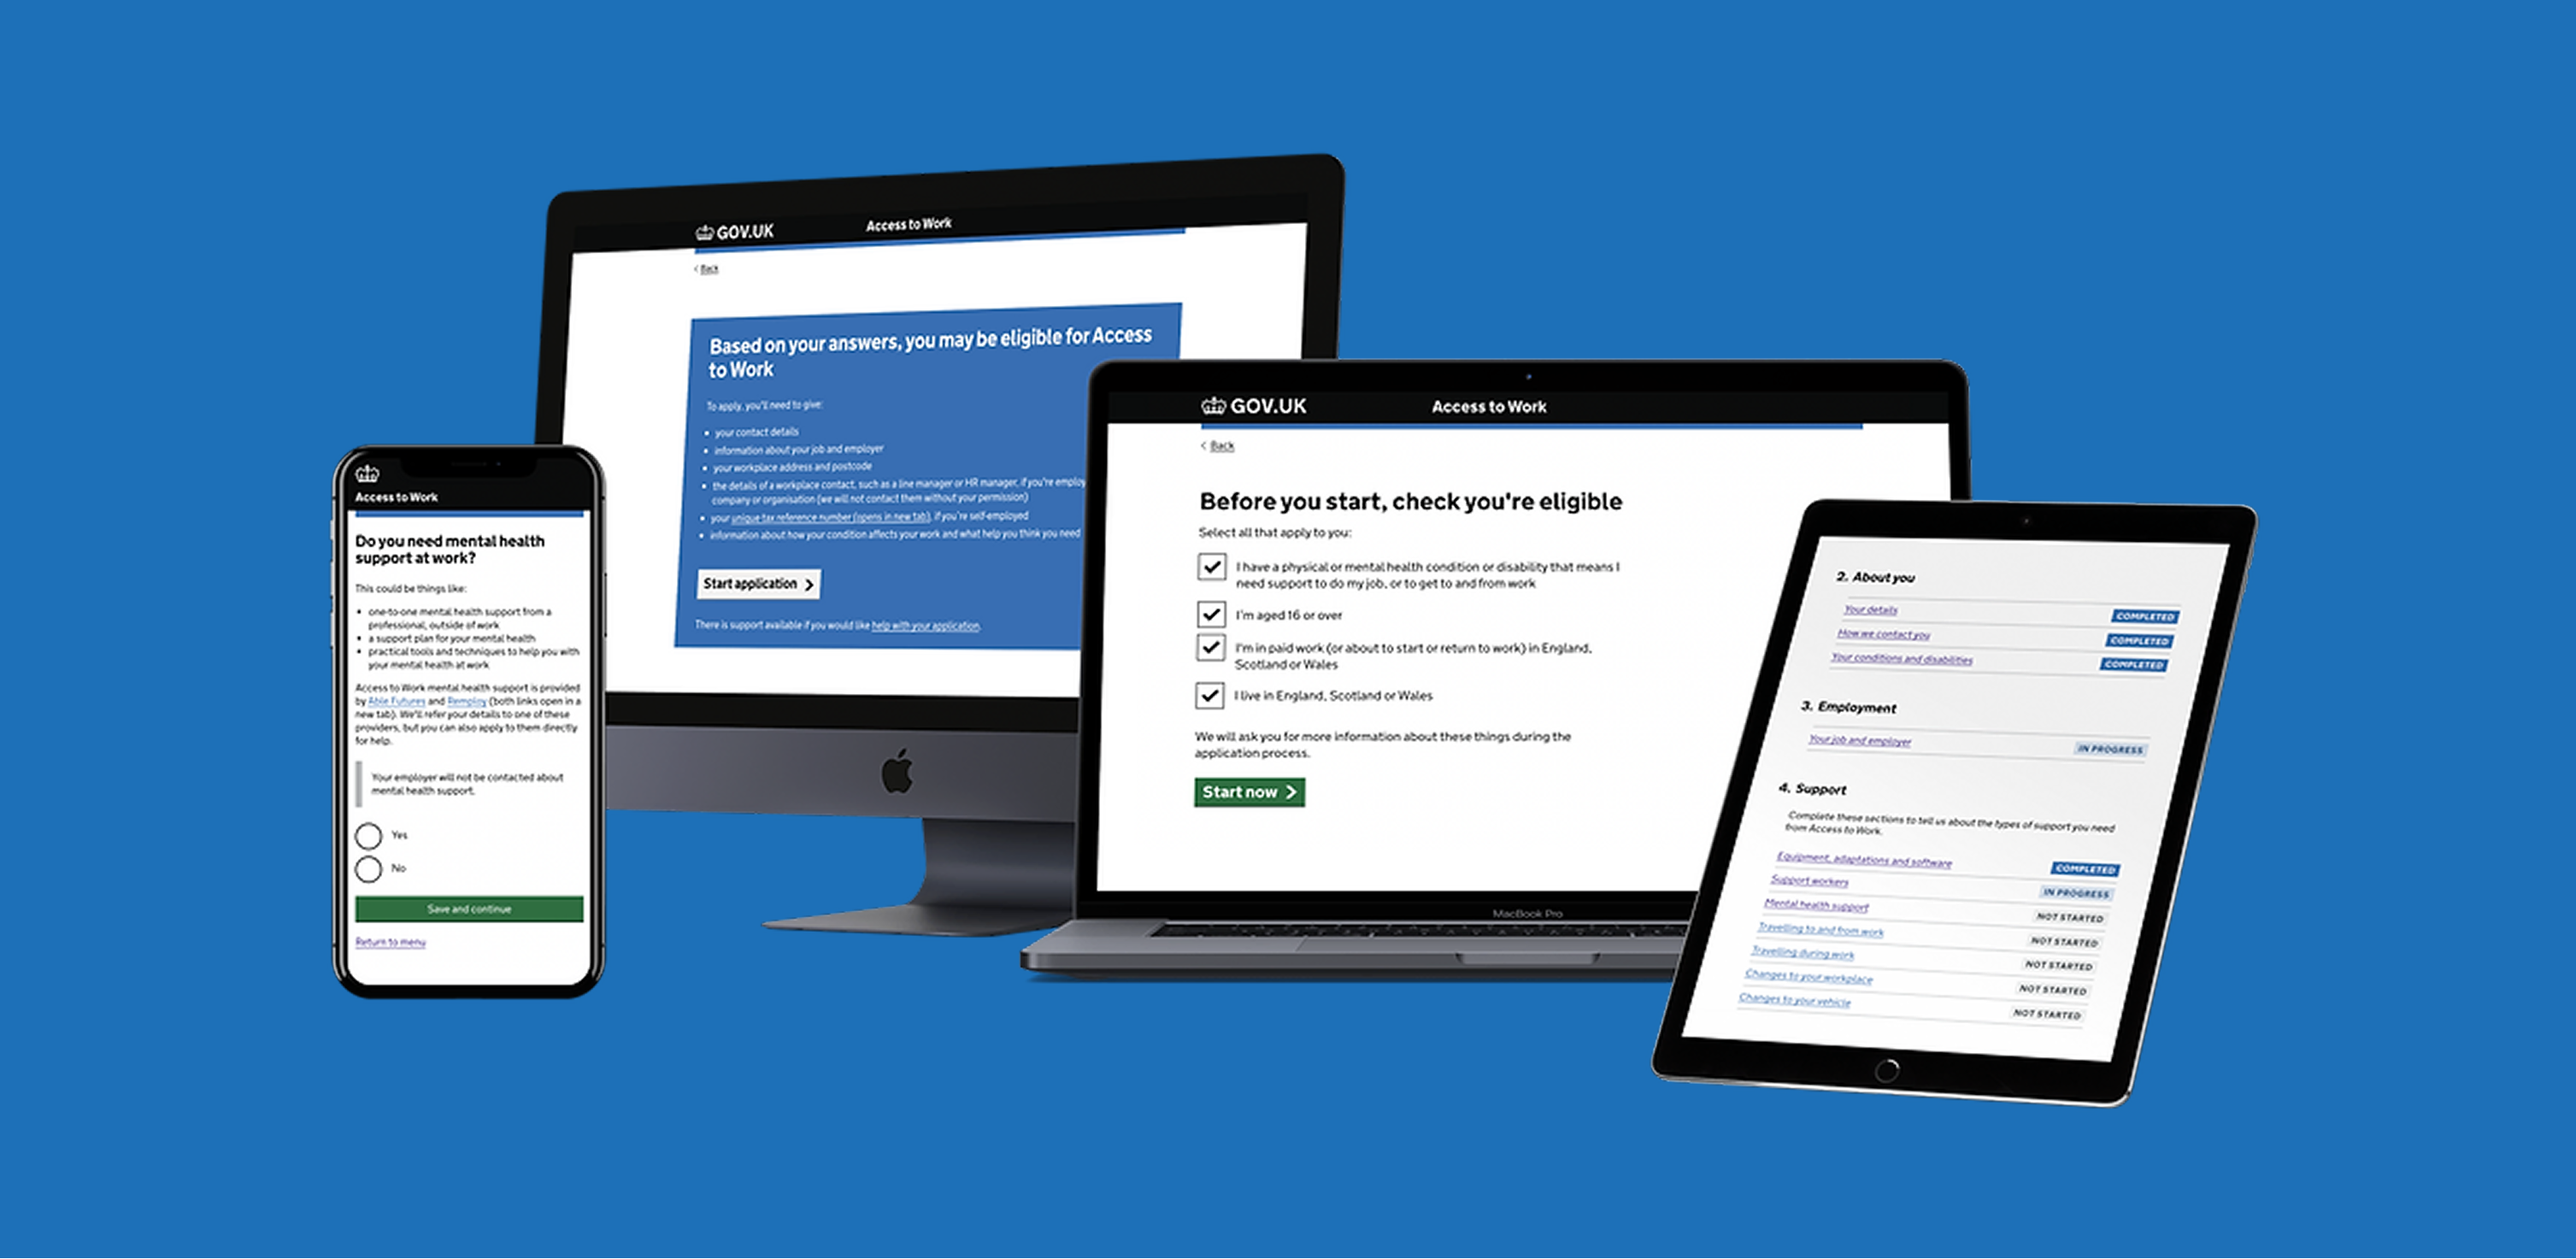 Access to Work
Do you need mental health
support at work?
This could be things like:
• one-to-one mental health support from a
professional, outside of work
• a support plan for your mental health
• practical tools and techniques to help you with
your mental health at work
Access to Work mental health support is provided
by Able Futures and Remploy (both links open in a
new tab). We'll refer your details to one of these
providers, but you can also apply to them directly
for help.
Your employer will not be contacted about
mental health support.
Yes
No
Save and continue
Return to menu
GOV.UK Access to Work
< Back
Based on your answers, you may be eligible for Access
to Work
To apply, you'll need to give:
• your contact details
• information about your job and employer
• your workplace address and postcode
• the details of a workplace contact, such as a line manager or HR manager, if you're employ
company or organisation (we will not contact them without your permission)
• your unique tax reference number (opens in new tab), if you're self-employed
• information about how your condition affects your work and what help you think you need
Start application >
There is support available if you would like help with your application.
GOV.UK Access to Work
< Back
Before you start, check you're eligible
Select all that apply to you:
I have a physical or mental health condition or disability that means I
need support to do my job, or to get to and from work
I'm aged 16 or over
I'm in paid work (or about to start or return to work) in England,
Scotland or Wales
I live in England, Scotland or Wales
We will ask you for more information about these things during the
application process.
Start now >
MacBook Pro
2. About you
Your details COMPLETED
How we contact you COMPLETED
Your conditions and disabilities COMPLETED
3. Employment
Your job and employer IN PROGRESS
4. Support
Complete these sections to tell us about the types of support you need
from Access to Work.
Equipment, adaptations and software COMPLETED
Support workers IN PROGRESS
Mental health support NOT STARTED
Travelling to and from work NOT STARTED
Travelling during work NOT STARTED
Changes to your workplace NOT STARTED
Changes to your vehicle NOT STARTED